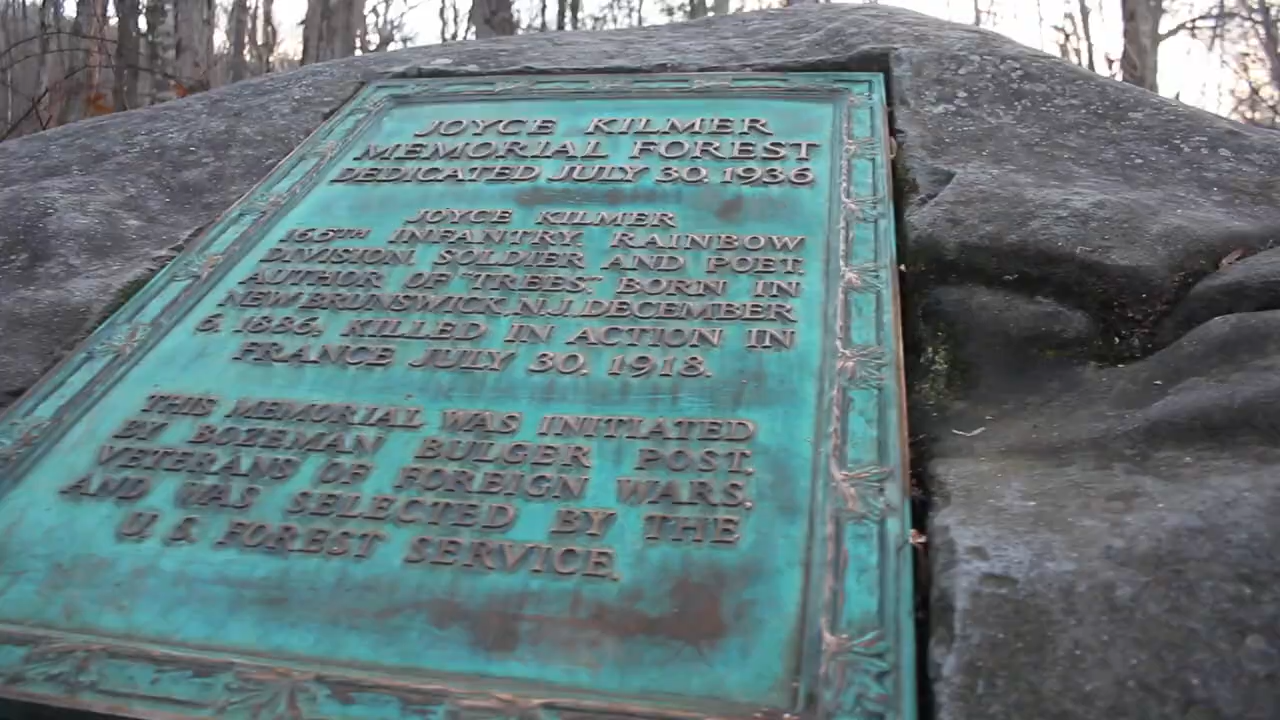 JOYCE KILMER
MEMORIAL FOREST
DEDICATED JULY 30, 1936
JOYCE KILMER
165TH INFANTRY, RAINBOW
DIVISION, SOLDIER AND POET,
AUTHOR OF "TREES" BORN IN
NEW BRUNSWICK, N.J. DECEMBER
6, 1886, KILLED IN ACTION IN
FRANCE JULY 30, 1918.
THIS MEMORIAL WAS INITIATED
BY BOZEMAN BULGER POST,
VETERANS OF FOREIGN WARS,
AND WAS SELECTED BY THE
U. S. FOREST SERVICE.